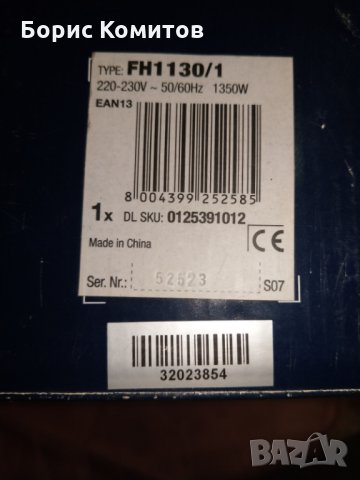 Борис Комитов
TYPE: FH1130/1
220-230V ~ 50/60Hz 1350W
EAN13
8 004399 252585
1x DL SKU: 0125391012
Made in China
CE
Ser. Nr.: 52523 S07
32023854
BAZAR